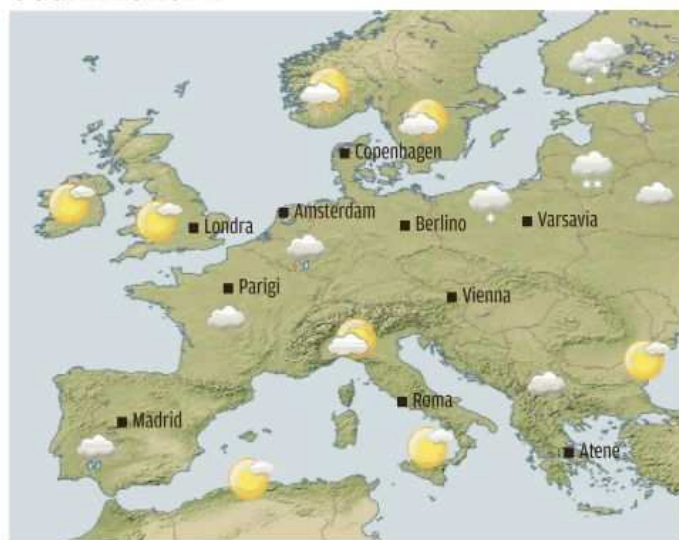 Copenhagen
Amsterdam
Londra
Berlino
Varsavia
Parigi
Vienna
Roma
Madrid
Atene